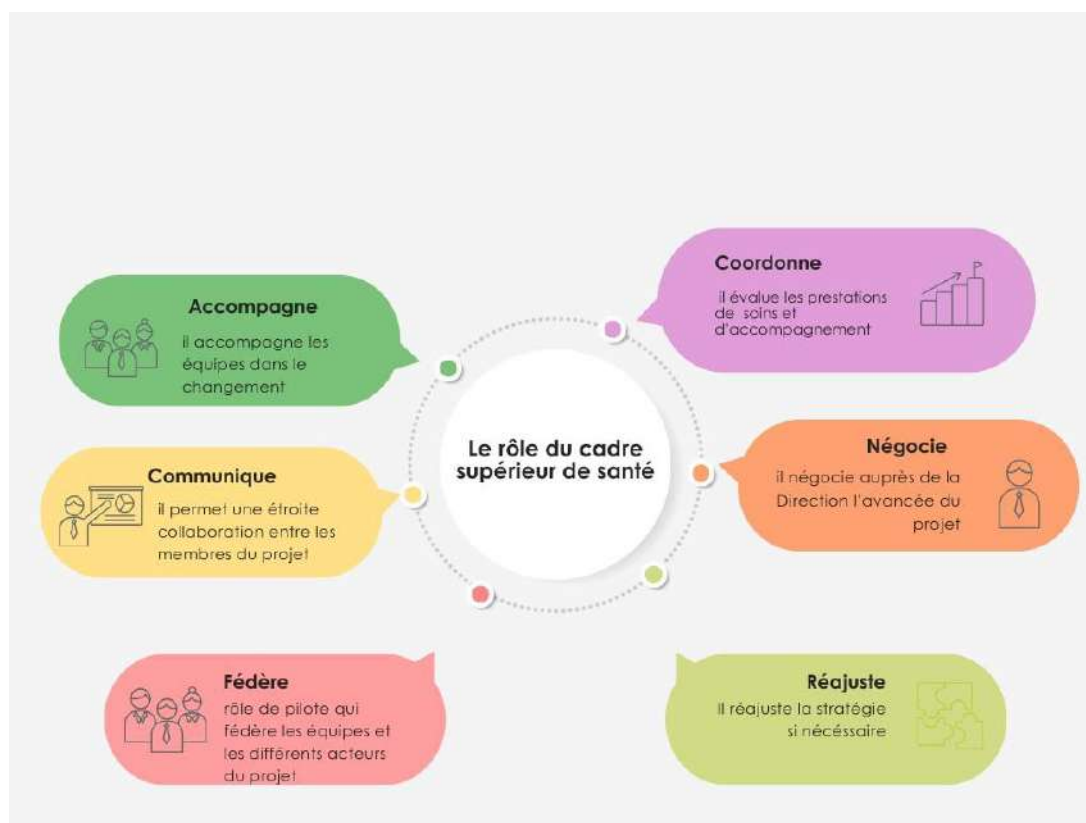 Coordonne
il évalue les prestations
de soins et
d'accompagnement
Accompagne
il accompagne les
équipes dans le
changement
Le rôle du cadre
supérieur de santé
Négocie
il négocie auprès de la
Direction l'avancée du
projet
Communique
il permet une étroite
collaboration entre les
membres du projet
Fédère
rôle de pilote qui
fédère les équipes et
les différents acteurs
du projet
Réajuste
Il réajuste la stratégie
si nécéssaire